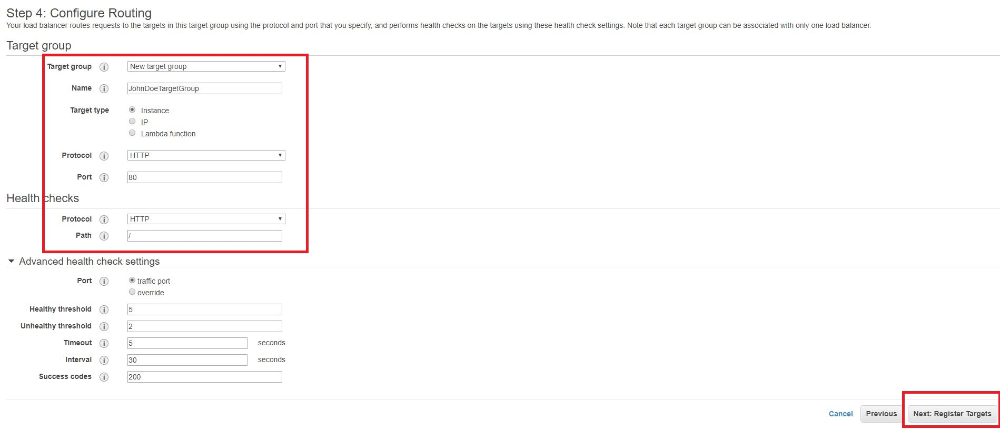 Step 4: Configure Routing
Your load balancer routes requests to the targets in this target group using the protocol and port that you specify, and performs health checks on the targets using these health check settings. Note that each target group can be associated with only one load balancer.
Target group
Target group i New target group
Name i JohnDoeTargetGroup
Target type Instance
IP
Lambda function
Protocol i HTTP
Port i 80
Health checks
Protocol i HTTP
Path i /
Advanced health check settings
Port i traffic port
override
Healthy threshold i 5
Unhealthy threshold i 2
Timeout i 5 seconds
Interval i 30 seconds
Success codes i 200
Cancel Previous Next: Register Targets